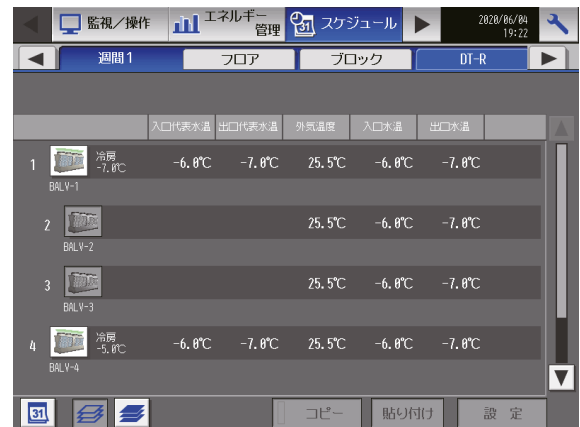 監視／操作
エネルギー
管理
31
スケジュール
2020/06/04
19:22
週間1
フロア
ブロック
DT-R
入口代表水温 出口代表水温 外気温度 入口水温 出口水温
1 冷房
-7.0℃
-6.0℃ -7.0℃ 25.5℃ -6.0℃ -7.0℃
BALV-1
2 25.5℃ -6.0℃ -7.0℃
BALV-2
3 25.5℃ -6.0℃ -7.0℃
BALV-3
4 冷房
-5.0℃
-6.0℃ -7.0℃ 25.5℃ -6.0℃ -7.0℃
BALV-4
31
コピー 貼り付け 設 定